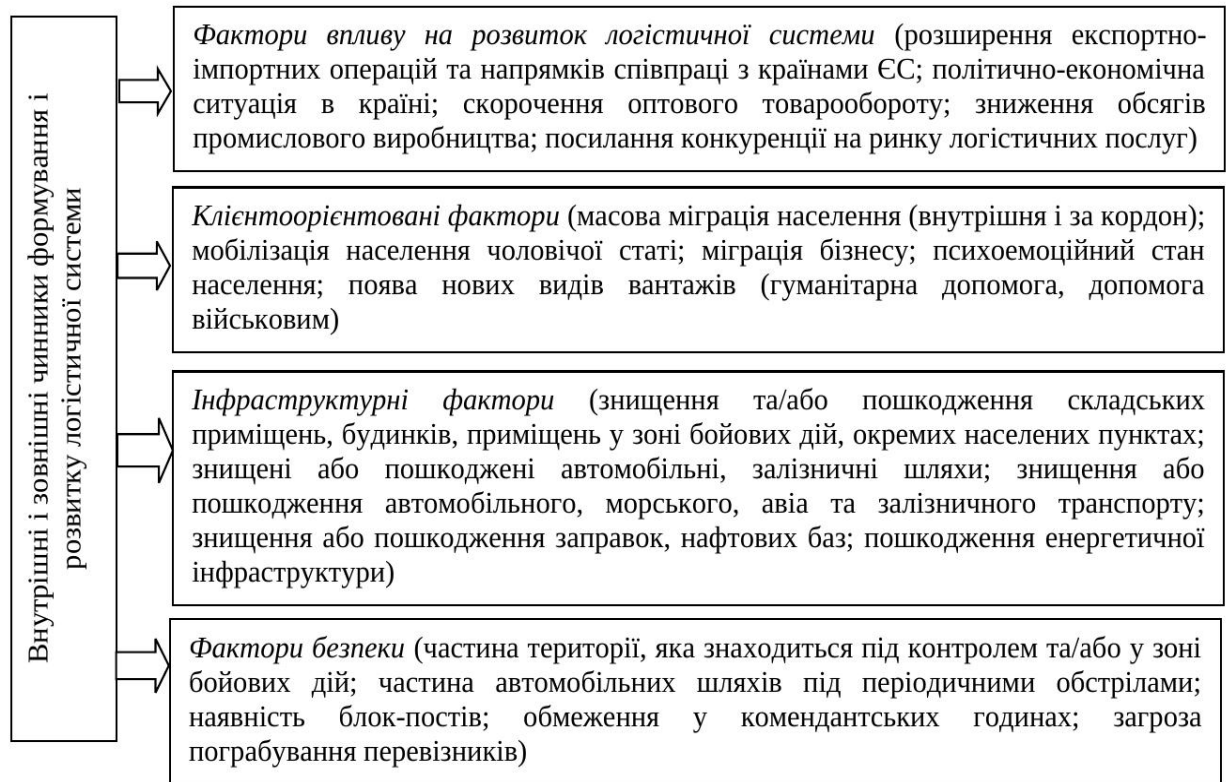 Внутрішні і зовнішні чинники формування і
розвитку логістичної системи
Фактори впливу на розвиток логістичної системи (розширення експортно-
імпортних операцій та напрямків співпраці з країнами ЄС; політично-економічна
ситуація в країні; скорочення оптового товарообороту; зниження обсягів
промислового виробництва; посилання конкуренції на ринку логістичних послуг)
Клієнтоорієнтовані фактори (масова міграція населення (внутрішня і за кордон);
мобілізація населення чоловічої статі; міграція бізнесу; психоемоційний стан
населення; поява нових видів вантажів (гуманітарна допомога, допомога
військовим)
Інфраструктурні фактори (знищення та/або пошкодження складських
приміщень, будинків, приміщень у зоні бойових дій, окремих населених пунктах;
знищені або пошкоджені автомобільні, залізничні шляхи; знищення або
пошкодження автомобільного, морського, авіа та залізничного транспорту;
знищення або пошкодження заправок, нафтових баз; пошкодження енергетичної
інфраструктури)
Фактори безпеки (частина території, яка знаходиться під контролем та/або у зоні
бойових дій; частина автомобільних шляхів під періодичними обстрілами;
наявність блок-постів; обмеження у комендантських годинах; загроза
пограбування перевізників)